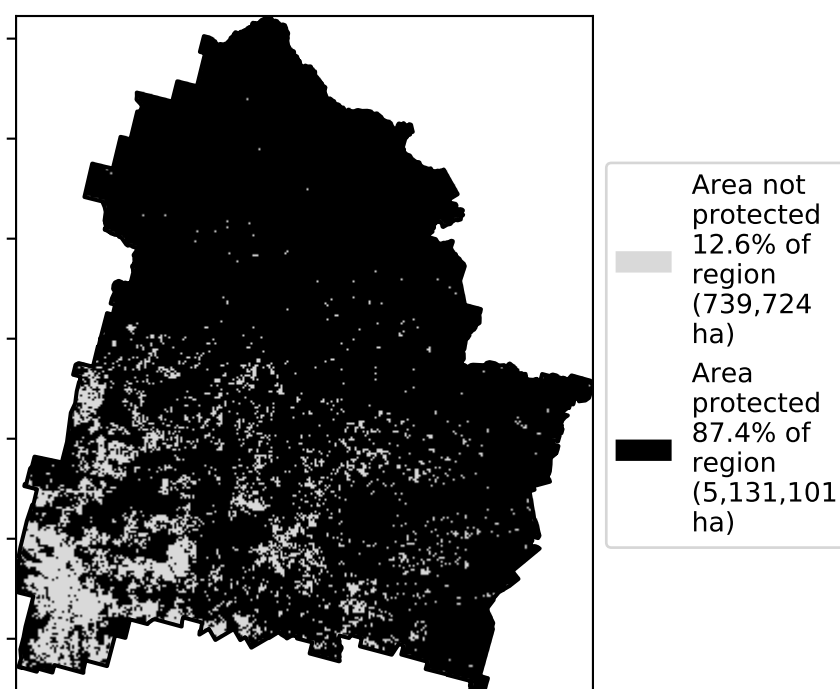 Area not
protected
12.6% of
region
(739,724
ha)
Area
protected
87.4% of
region
(5,131,101
ha)